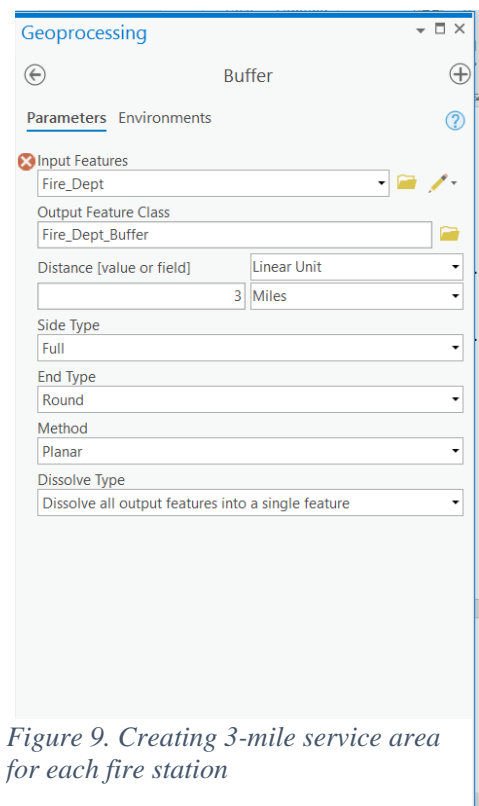 Geoprocessing
Buffer
Parameters Environments
Input Features
Fire_Dept
Output Feature Class
Fire_Dept_Buffer
Distance [value or field] Linear Unit
3 Miles
Side Type
Full
End Type
Round
Method
Planar
Dissolve Type
Dissolve all output features into a single feature
Figure 9. Creating 3-mile service area
for each fire station